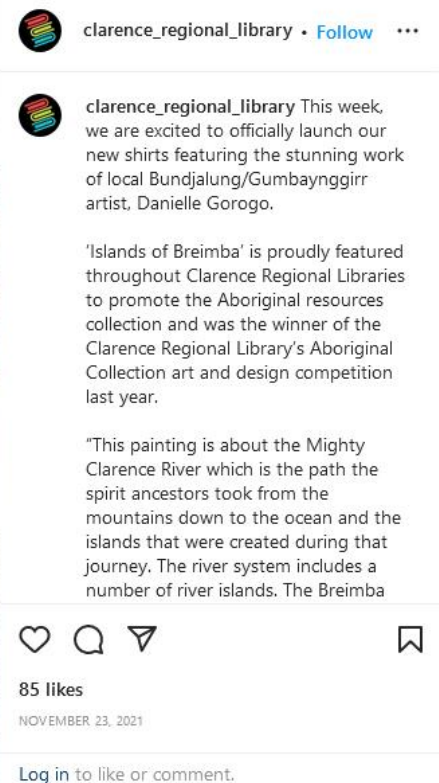 clarence_regional_library • Follow •••
clarence_regional_library This week,
we are excited to officially launch our
new shirts featuring the stunning work
of local Bundjalung/Gumbaynggirr
artist, Danielle Gorogo.
‘Islands of Breimba’ is proudly featured
throughout Clarence Regional Libraries
to promote the Aboriginal resources
collection and was the winner of the
Clarence Regional Library’s Aboriginal
Collection art and design competition
last year.
“This painting is about the Mighty
Clarence River which is the path the
spirit ancestors took from the
mountains down to the ocean and the
islands that were created during that
journey. The river system includes a
number of river islands. The Breimba
85 likes
NOVEMBER 23, 2021
Log in to like or comment.